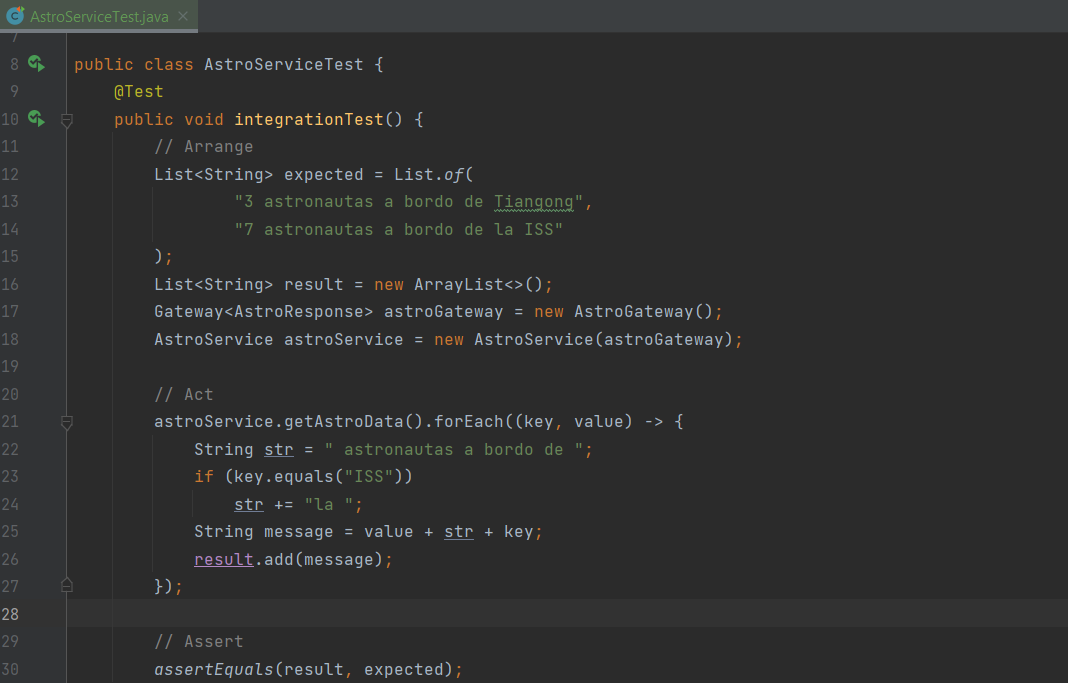 AstroServiceTest.java
7
8 public class AstroServiceTest {
9 @Test
10 public void integrationTest() {
11 // Arrange
12 List<String> expected = List.of(
13 "3 astronautas a bordo de Tiangong",
14 "7 astronautas a bordo de la ISS"
15 );
16 List<String> result = new ArrayList<>();
17 Gateway<AstroResponse> astroGateway = new AstroGateway();
18 AstroService astroService = new AstroService(astroGateway);
19
20 // Act
21 astroService.getAstroData().forEach((key, value) -> {
22 String str = " astronautas a bordo de ";
23 if (key.equals("ISS"))
24 str += "la ";
25 String message = value + str + key;
26 result.add(message);
27 });
28
29 // Assert
30 assertEquals(result, expected);